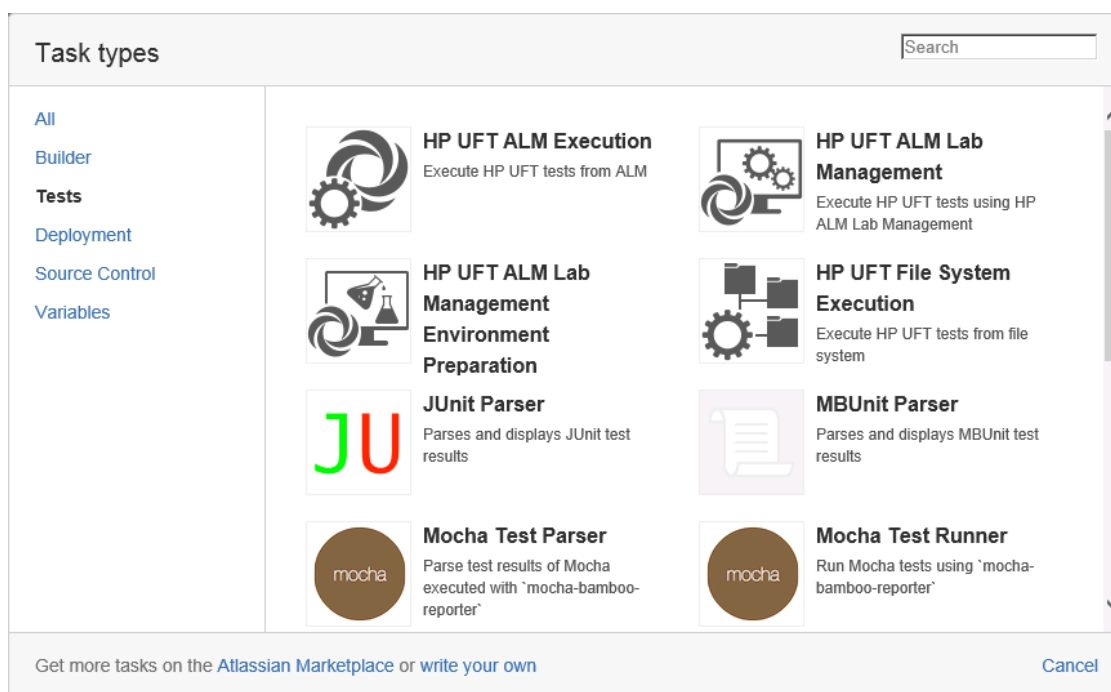 Task types
Search
All
Builder
Tests
Deployment
Source Control
Variables
HP UFT ALM Execution
Execute HP UFT tests from ALM
HP UFT ALM Lab
Management
Execute HP UFT tests using HP
ALM Lab Management
HP UFT ALM Lab
Management
Environment
Preparation
HP UFT File System
Execution
Execute HP UFT tests from file
system
JU
JUnit Parser
Parses and displays JUnit test
results
MBUnit Parser
Parses and displays MBUnit test
results
mocha
Mocha Test Parser
Parse test results of Mocha
executed with `mocha-bamboo-
reporter`
mocha
Mocha Test Runner
Run Mocha tests using `mocha-
bamboo-reporter`
Get more tasks on the Atlassian Marketplace or write your own
Cancel